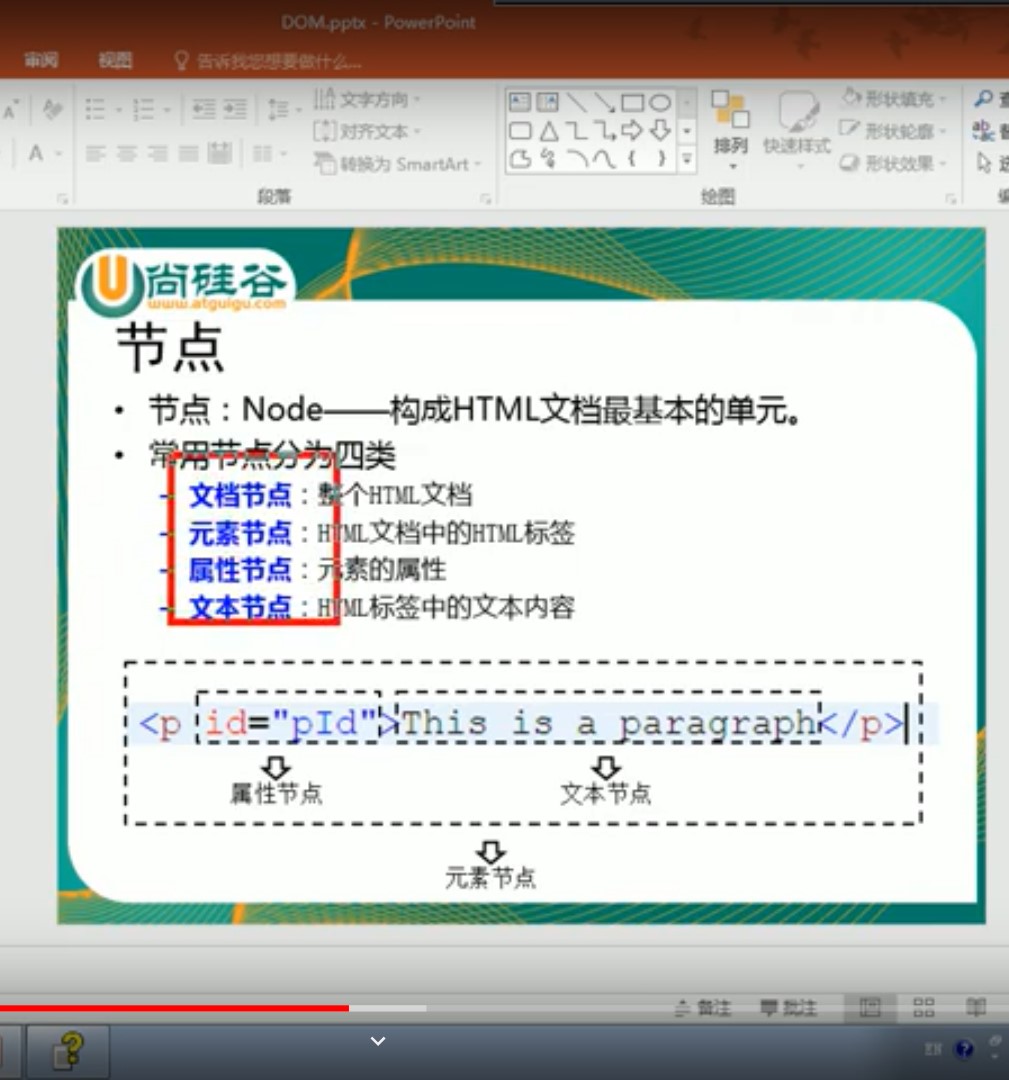 DOM.pptx - PowerPoint
审阅 视图 告诉我您想要做什么...
文字方向
对齐文本
转换为 SmartArt
段落
排列
快速样式
形状填充
形状轮廓
形状效果
绘图
尚硅谷
www.atguigu.com
节点
• 节点：Node——构成HTML文档最基本的单元。
• 常用节点分为四类
– 文档节点：整个HTML文档
– 元素节点：HTML文档中的HTML标签
– 属性节点：元素的属性
– 文本节点：HTML标签中的文本内容
<p id="pId">This is a paragraph</p>
属性节点 文本节点
元素节点
备注 批注
EN